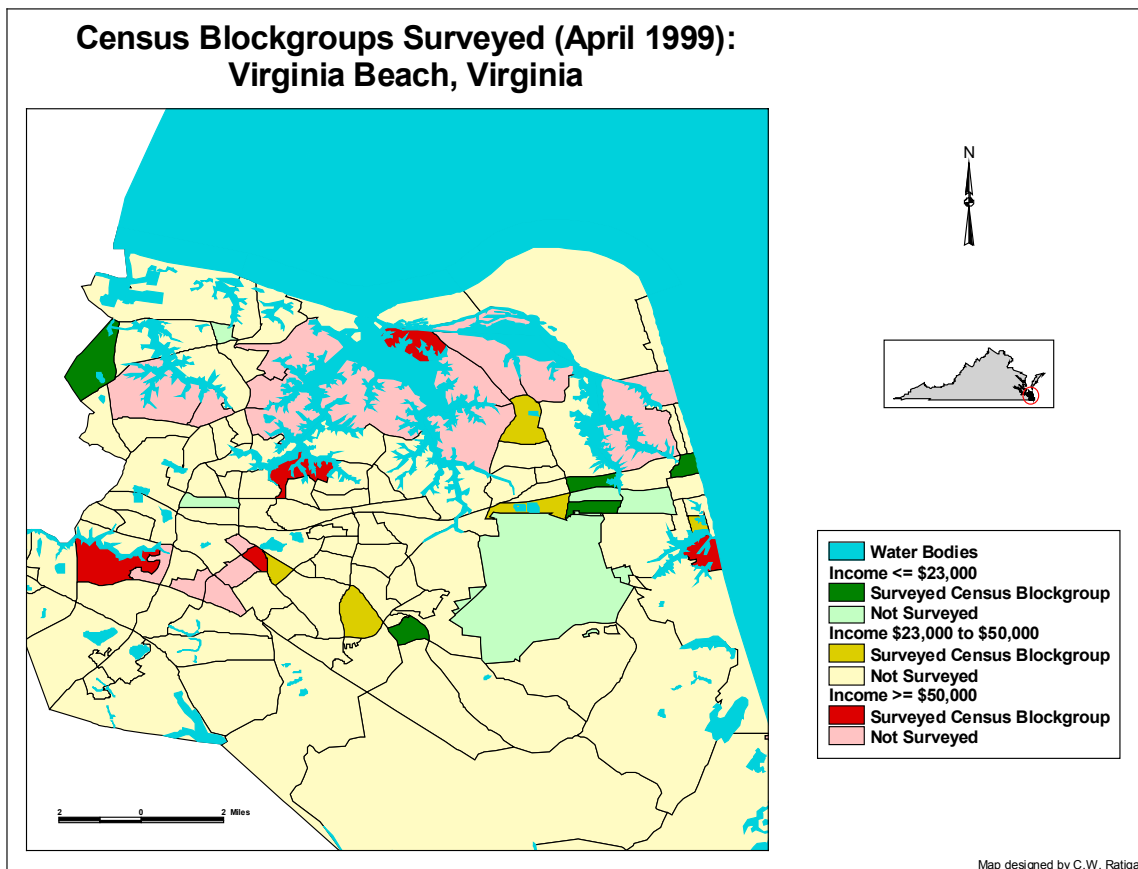 Census Blockgroups Surveyed (April 1999):
Virginia Beach, Virginia
N
Water Bodies
Income <= $23,000
Surveyed Census Blockgroup
Not Surveyed
Income $23,000 to $50,000
Surveyed Census Blockgroup
Not Surveyed
Income >= $50,000
Surveyed Census Blockgroup
Not Surveyed
2 0 2 Miles
Map designed by C.W. Ratiga